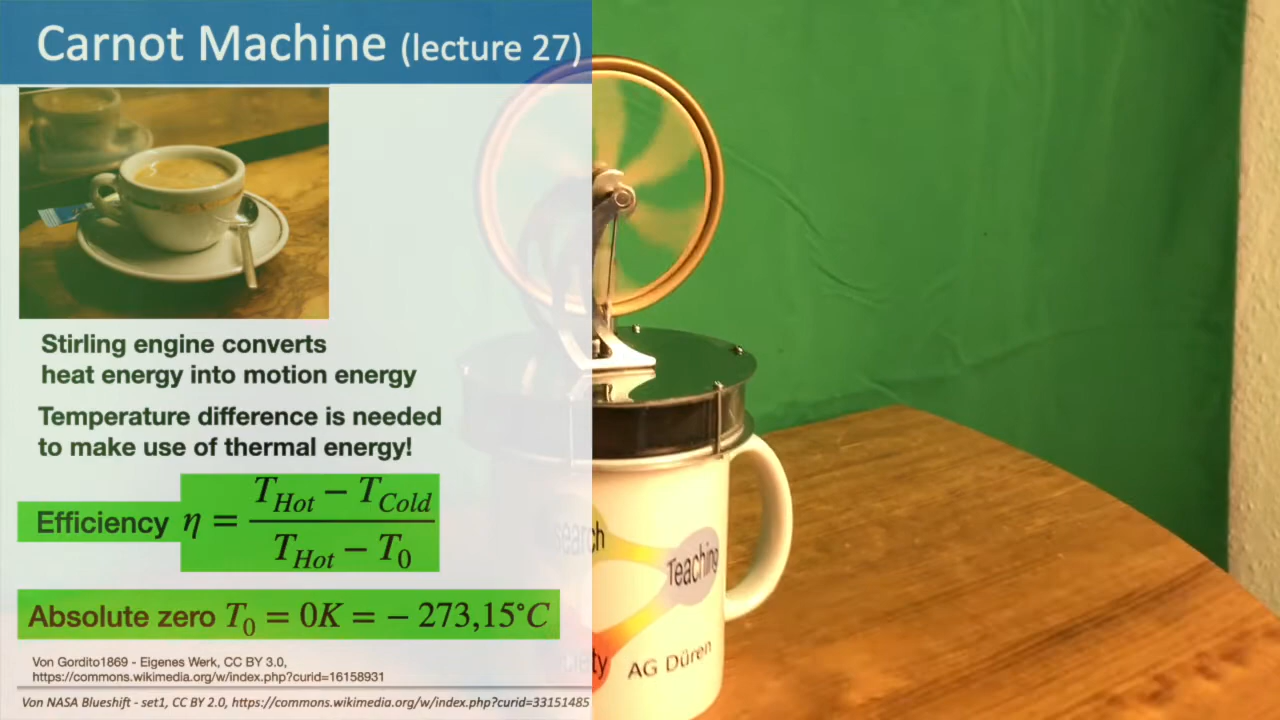 Carnot Machine (lecture 27)
Stirling engine converts
heat energy into motion energy
Temperature difference is needed
to make use of thermal energy!
Efficiency η = (T_Hot − T_Cold) / (T_Hot − T_0)
Absolute zero T_0 = 0K = − 273,15°C
Von Gordito1869 - Eigenes Werk, CC BY 3.0,
https://commons.wikimedia.org/w/index.php?curid=16158931
Von NASA Blueshift - set1, CC BY 2.0, https://commons.wikimedia.org/w/index.php?curid=33151485
search
Teaching
AG Düren